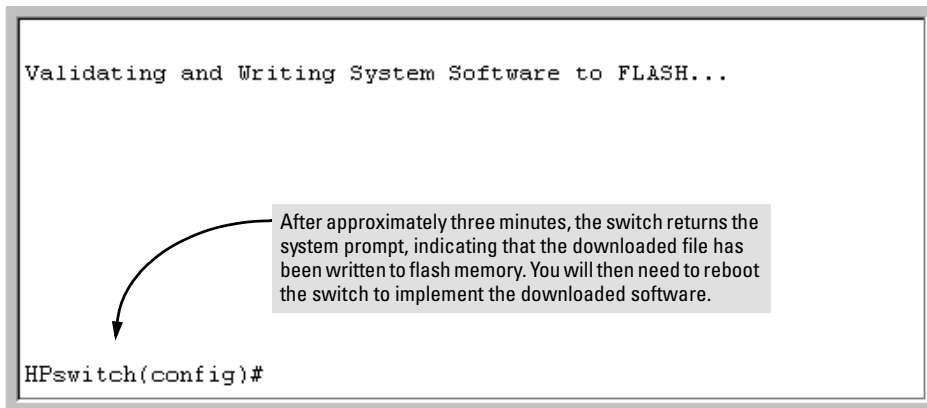 Validating and Writing System Software to FLASH...
After approximately three minutes, the switch returns the
system prompt, indicating that the downloaded file has
been written to flash memory. You will then need to reboot
the switch to implement the downloaded software.
HPswitch(config)#